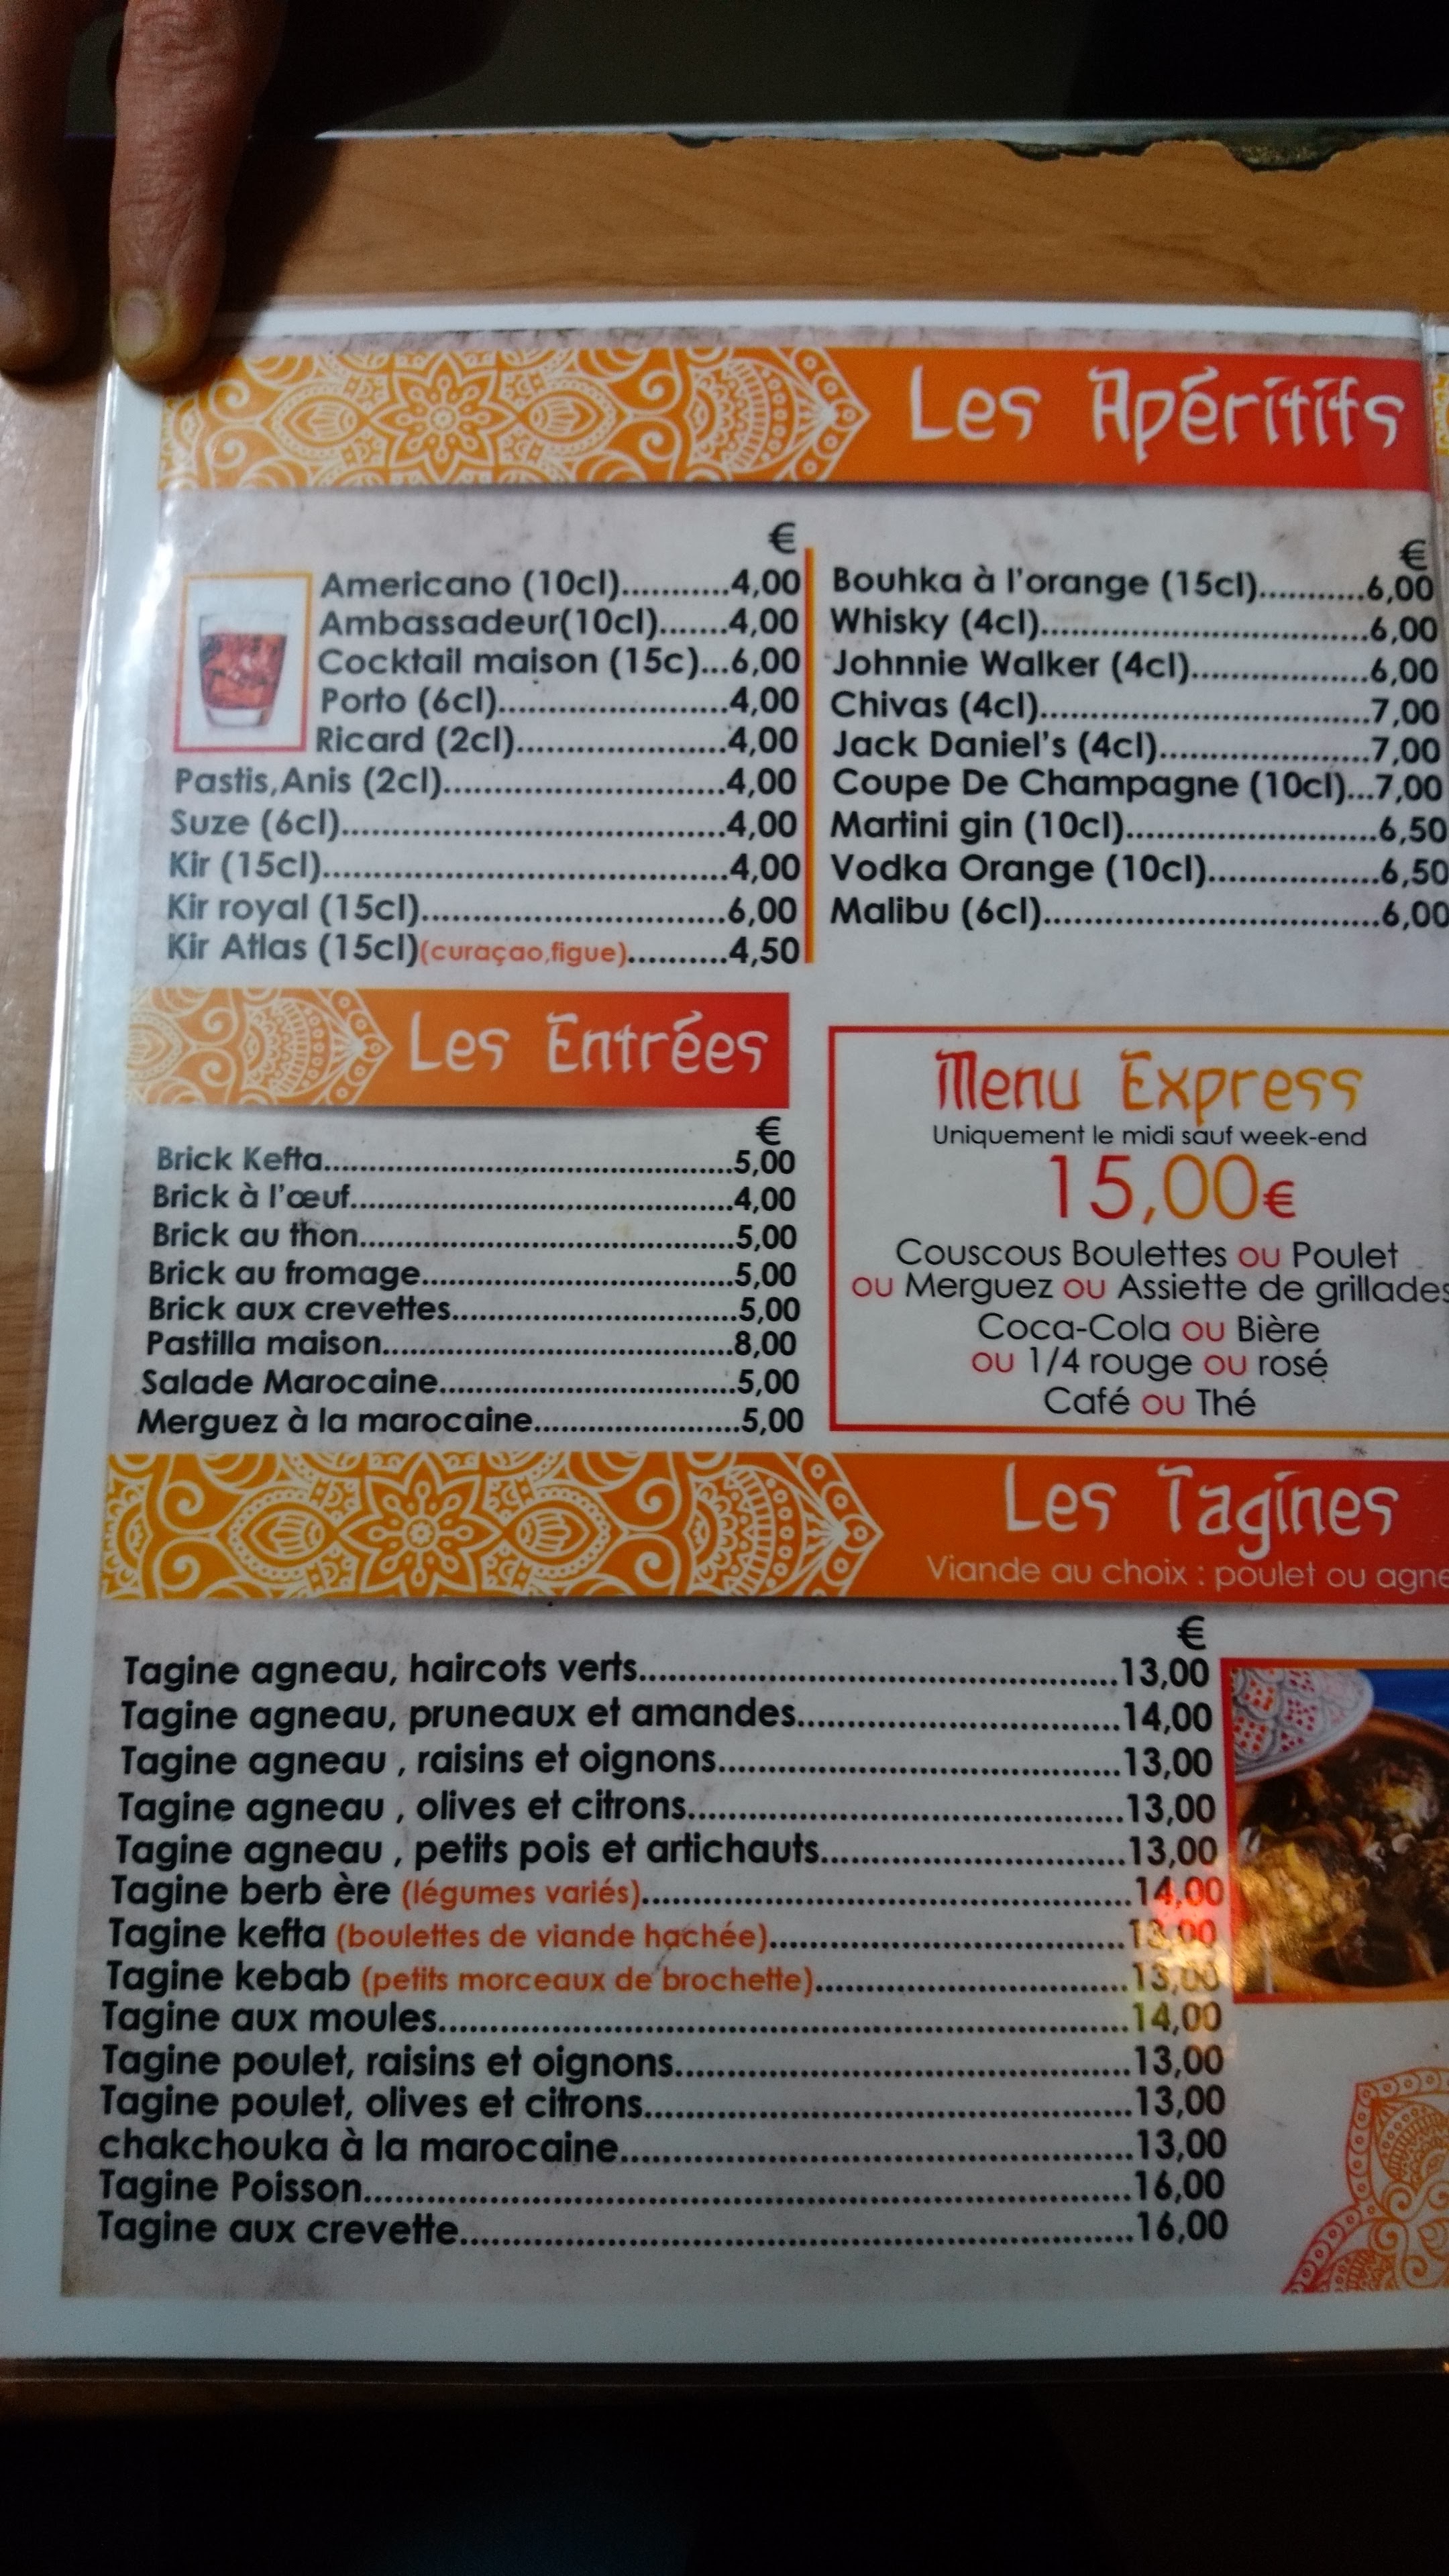 Les Apéritifs
€
Americano (10cl)...........4,00
Ambassadeur(10cl).......4,00
Cocktail maison (15c)...6,00
Porto (6cl)........................4,00
Ricard (2cl)......................4,00
Pastis,Anis (2cl)..............................4,00
Suze (6cl)........................................4,00
Kir (15cl)..........................................4,00
Kir royal (15cl)................................6,00
Kir Atlas (15cl)(curaçao,figue)..........4,50
€
Bouhka à l'orange (15cl)...........6,00
Whisky (4cl)..................................6,00
Johnnie Walker (4cl)..................6,00
Chivas (4cl)..................................7,00
Jack Daniel's (4cl)......................7,00
Coupe De Champagne (10cl)...7,00
Martini gin (10cl)..........................6,50
Vodka Orange (10cl).................6,50
Malibu (6cl)...................................6,00
Les Entrées
€
Brick Kefta...........................................5,00
Brick à l'œuf........................................4,00
Brick au thon.......................................5,00
Brick au fromage................................5,00
Brick aux crevettes.............................5,00
Pastilla maison.....................................8,00
Salade Marocaine...............................5,00
Merguez à la marocaine.....................5,00
Menu Express
Uniquement le midi sauf week-end
15,00€
Couscous Boulettes ou Poulet
ou Merguez ou Assiette de grillades
Coca-Cola ou Bière
ou 1/4 rouge ou rosé
Café ou Thé
Les Tagines
Viande au choix : poulet ou agne
€
Tagine agneau, haircots verts..................................................13,00
Tagine agneau, pruneaux et amandes..................................14,00
Tagine agneau , raisins et oignons..........................................13,00
Tagine agneau , olives et citrons.............................................13,00
Tagine agneau , petits pois et artichauts................................13,00
Tagine berb ère (légumes variés)...................................................14,00
Tagine kefta (boulettes de viande hachée).....................................13,00
Tagine kebab (petits morceaux de brochette)................................13,00
Tagine aux moules........................................................................14,00
Tagine poulet, raisins et oignons...............................................13,00
Tagine poulet, olives et citrons...................................................13,00
chakchouka à la marocaine.....................................................13,00
Tagine Poisson................................................................................16,00
Tagine aux crevette.......................................................................16,00